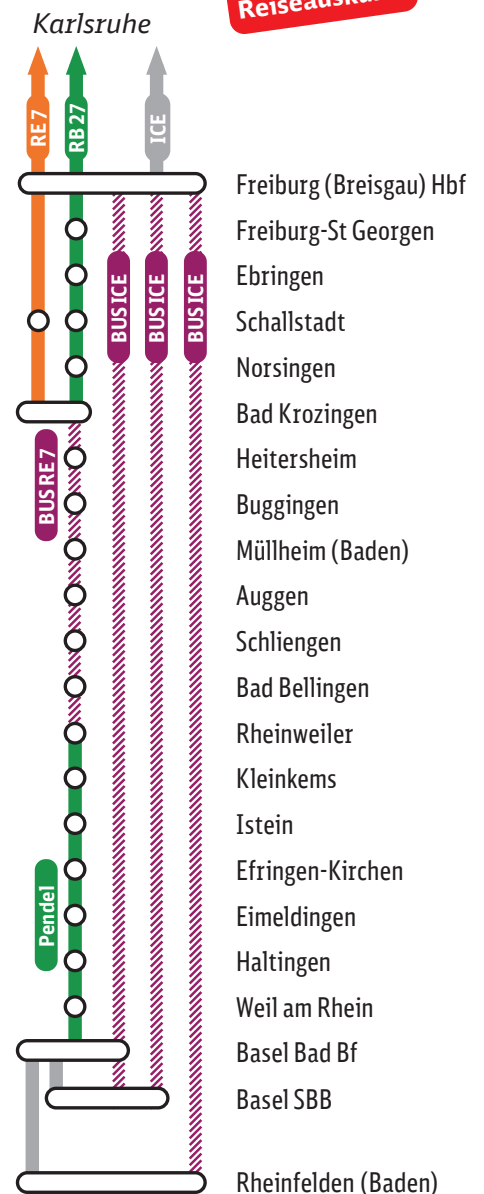 Karlsruhe
RE 7
RB 27
ICE
Freiburg (Breisgau) Hbf
Freiburg-St Georgen
Ebringen
BUS ICE
BUS ICE
BUS ICE
Schallstadt
Norsingen
Bad Krozingen
BUS RE 7
Heitersheim
Buggingen
Müllheim (Baden)
Auggen
Schliengen
Bad Bellingen
Rheinweiler
Kleinkems
Istein
Efringen-Kirchen
Pendel
Eimeldingen
Haltingen
Weil am Rhein
Basel Bad Bf
Basel SBB
Rheinfelden (Baden)